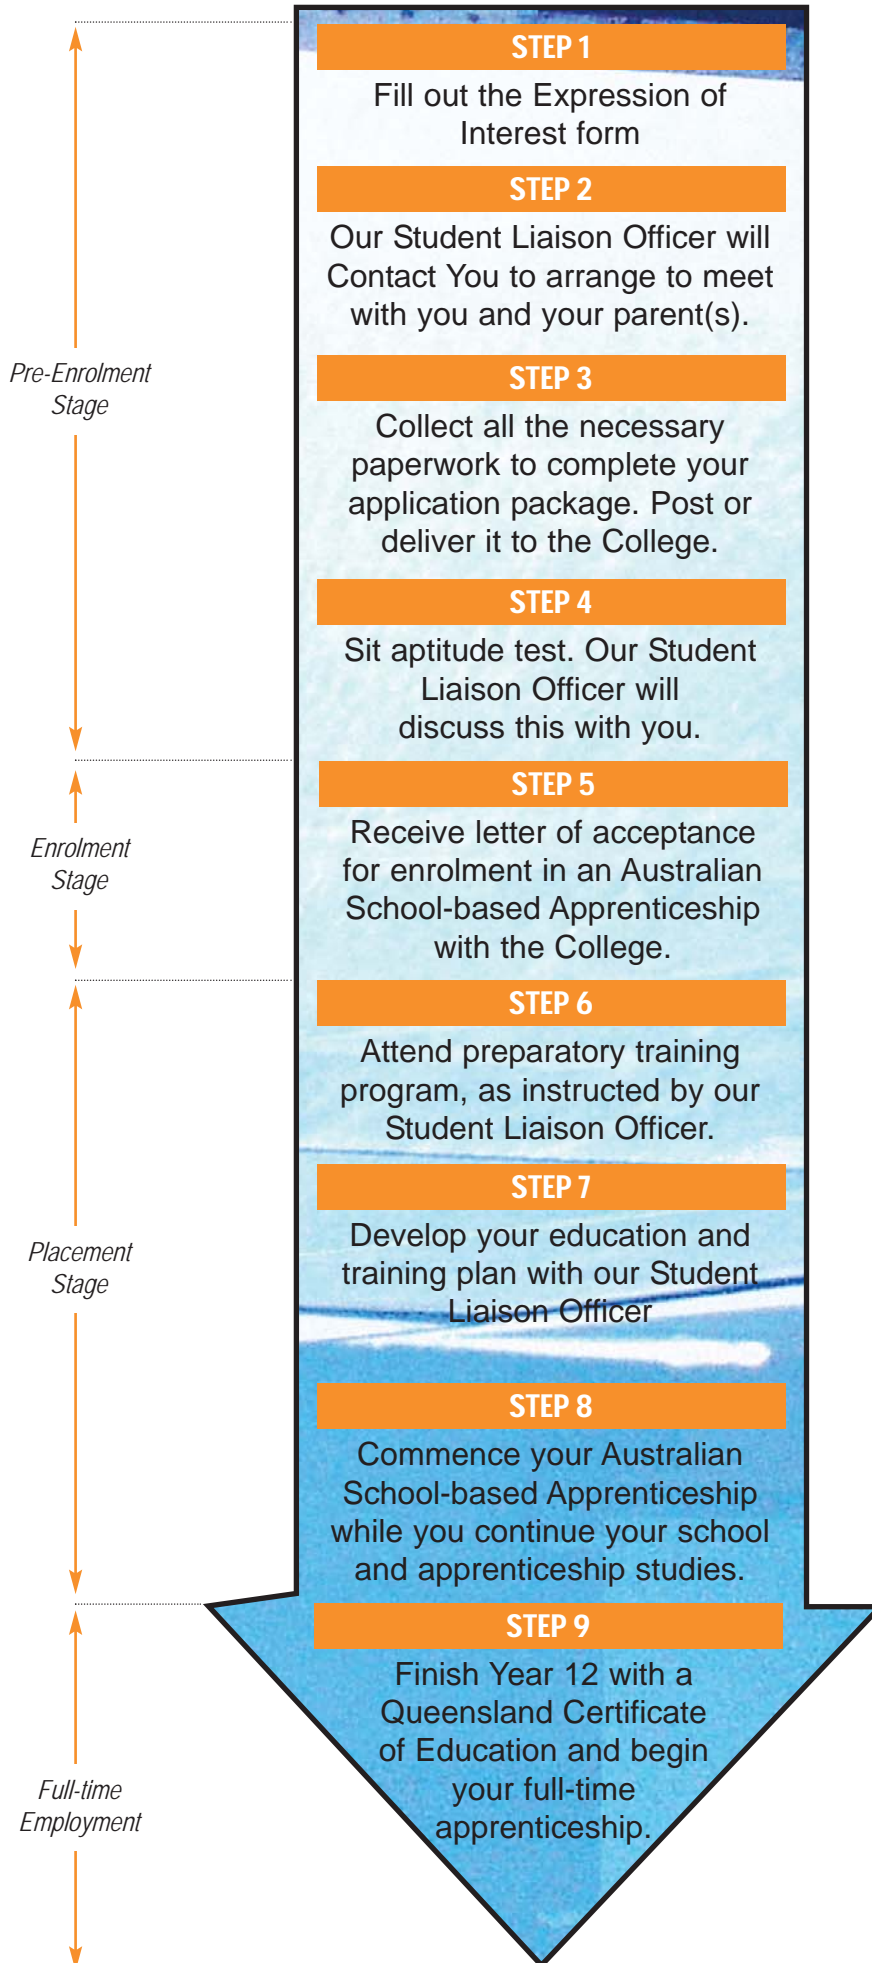 STEP 1
Fill out the Expression of
Interest form
STEP 2
Our Student Liaison Officer will
Contact You to arrange to meet
with you and your parent(s).
Pre-Enrolment
Stage
STEP 3
Collect all the necessary
paperwork to complete your
application package. Post or
deliver it to the College.
STEP 4
Sit aptitude test. Our Student
Liaison Officer will
discuss this with you.
Enrolment
Stage
STEP 5
Receive letter of acceptance
for enrolment in an Australian
School-based Apprenticeship
with the College.
STEP 6
Attend preparatory training
program, as instructed by our
Student Liaison Officer.
Placement
Stage
STEP 7
Develop your education and
training plan with our Student
Liaison Officer
STEP 8
Commence your Australian
School-based Apprenticeship
while you continue your school
and apprenticeship studies.
Full-time
Employment
STEP 9
Finish Year 12 with a
Queensland Certificate
of Education and begin
your full-time
apprenticeship.